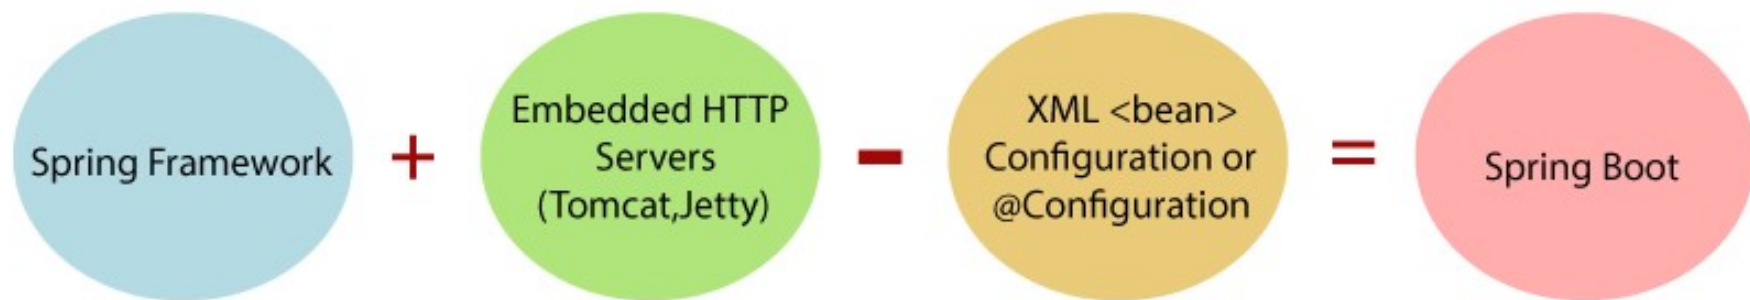 Spring Framework
+
Embedded HTTP
Servers
(Tomcat,Jetty)
-
XML <bean>
Configuration or
@Configuration
=
Spring Boot